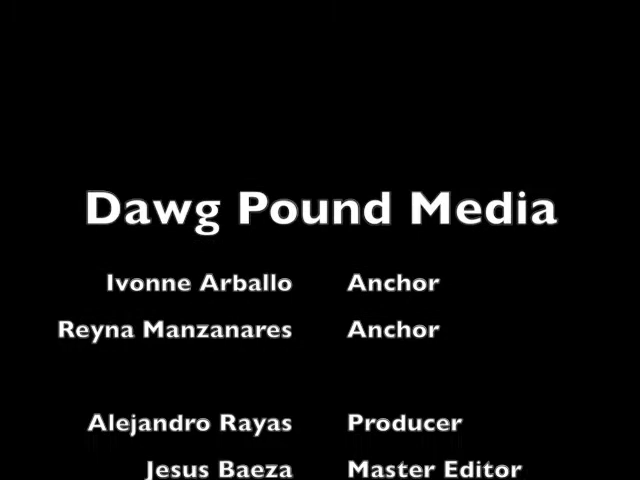 Dawg Pound Media
Ivonne Arballo Anchor
Reyna Manzanares Anchor
Alejandro Rayas Producer
Jesus Baeza Master Editor